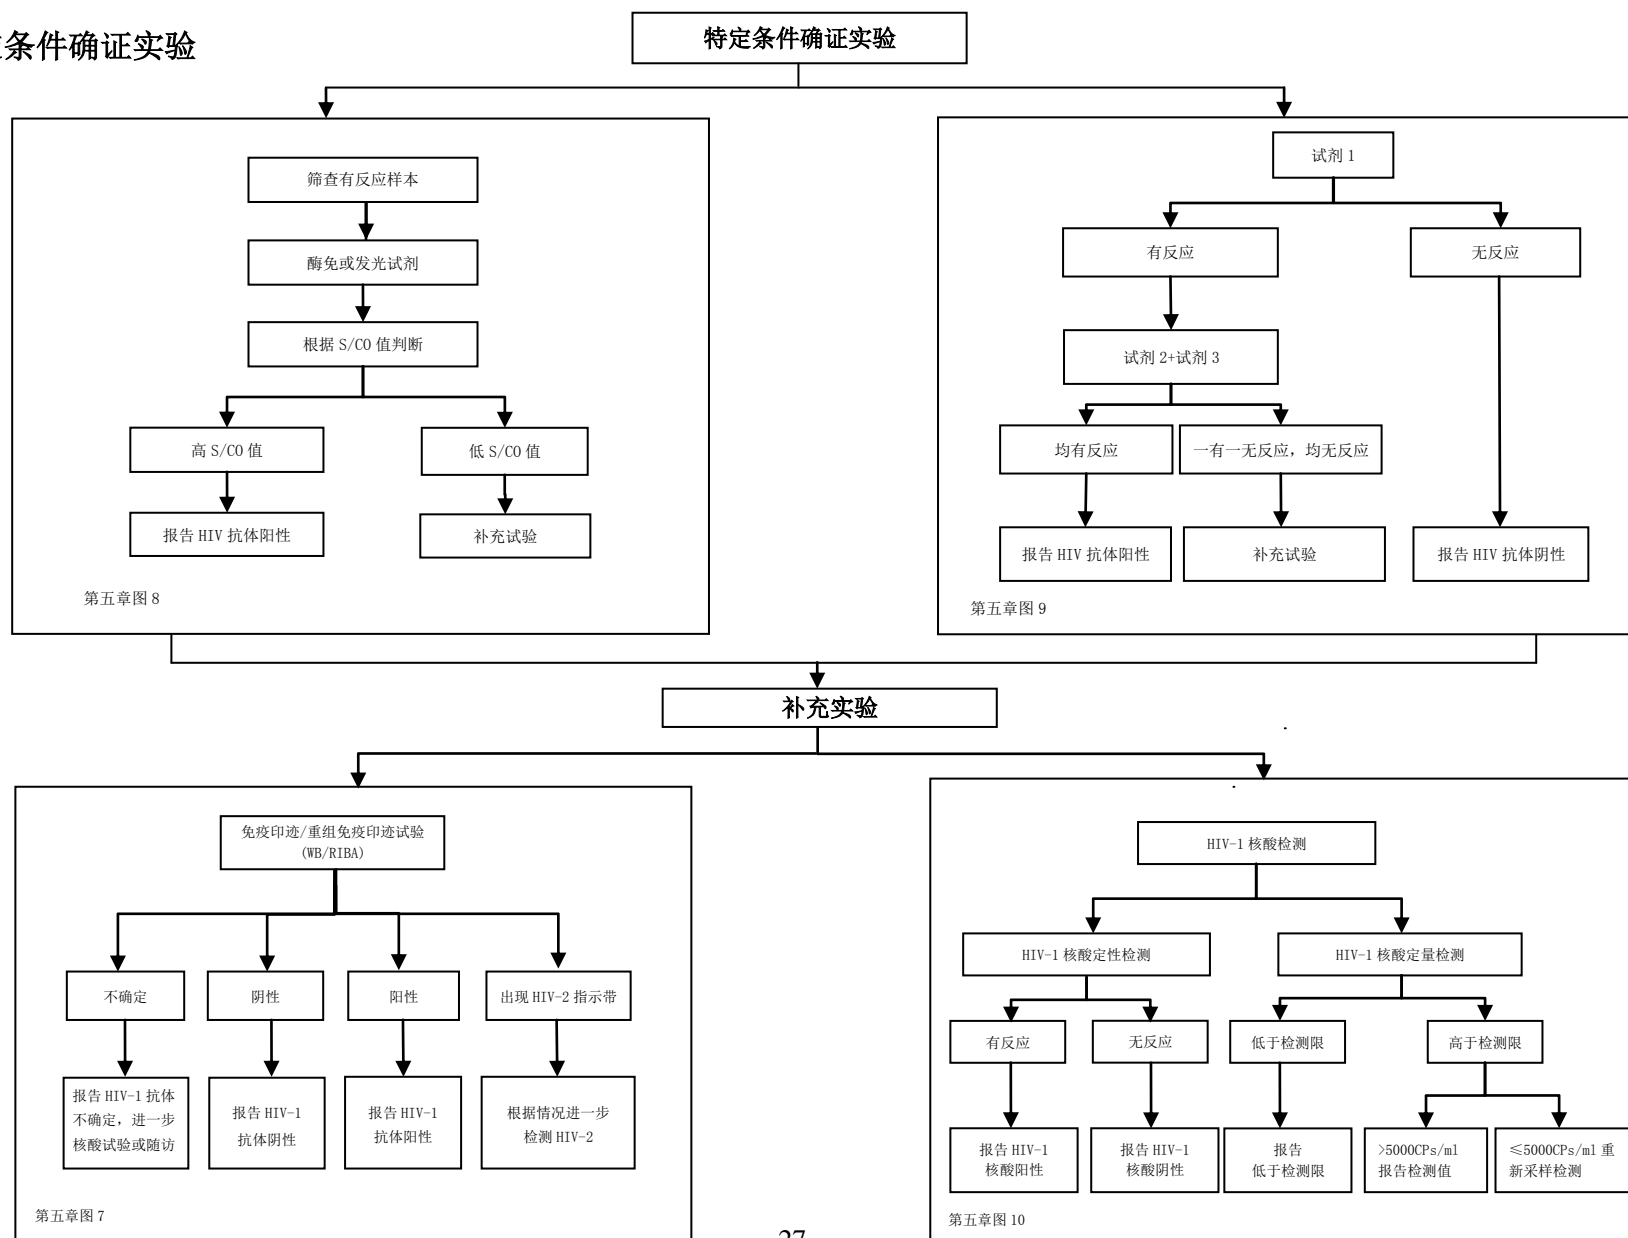 条件确证实验
特定条件确证实验
筛查有反应样本
酶免或发光试剂
根据 S/CO 值判断
高 S/CO 值
低 S/CO 值
报告 HIV 抗体阳性
补充试验
第五章图 8
试剂 1
有反应
无反应
试剂 2+试剂 3
均有反应
一有一无反应，均无反应
报告 HIV 抗体阳性
补充试验
报告 HIV 抗体阴性
第五章图 9
补充实验
免疫印迹/重组免疫印迹试验
(WB/RIBA)
不确定
阴性
阳性
出现 HIV-2 指示带
报告 HIV-1 抗体
不确定，进一步
核酸试验或随访
报告 HIV-1
抗体阴性
报告 HIV-1
抗体阳性
根据情况进一步
检测 HIV-2
第五章图 7
HIV-1 核酸检测
HIV-1 核酸定性检测
HIV-1 核酸定量检测
有反应
无反应
低于检测限
高于检测限
报告 HIV-1
核酸阳性
报告 HIV-1
核酸阴性
报告
低于检测限
>5000CPs/ml
报告检测值
≤5000CPs/ml 重
新采样检测
第五章图 10
27